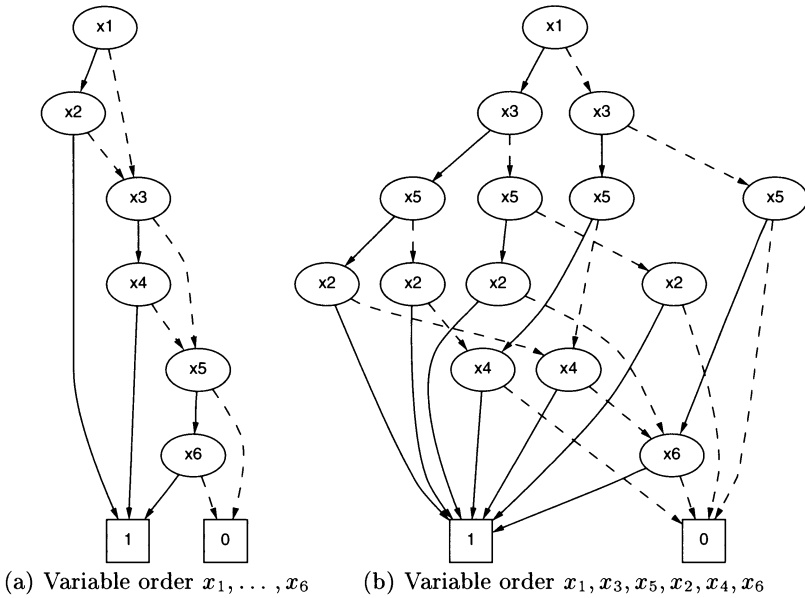 x1 x1
x2 x3 x3
x3 x5 x5 x5 x5
x4 x2 x2 x2 x2
x5 x4 x4
x6 x6
1 0 1 0
(a) Variable order x₁, . . . , x₆ (b) Variable order x₁, x₃, x₅, x₂, x₄, x₆